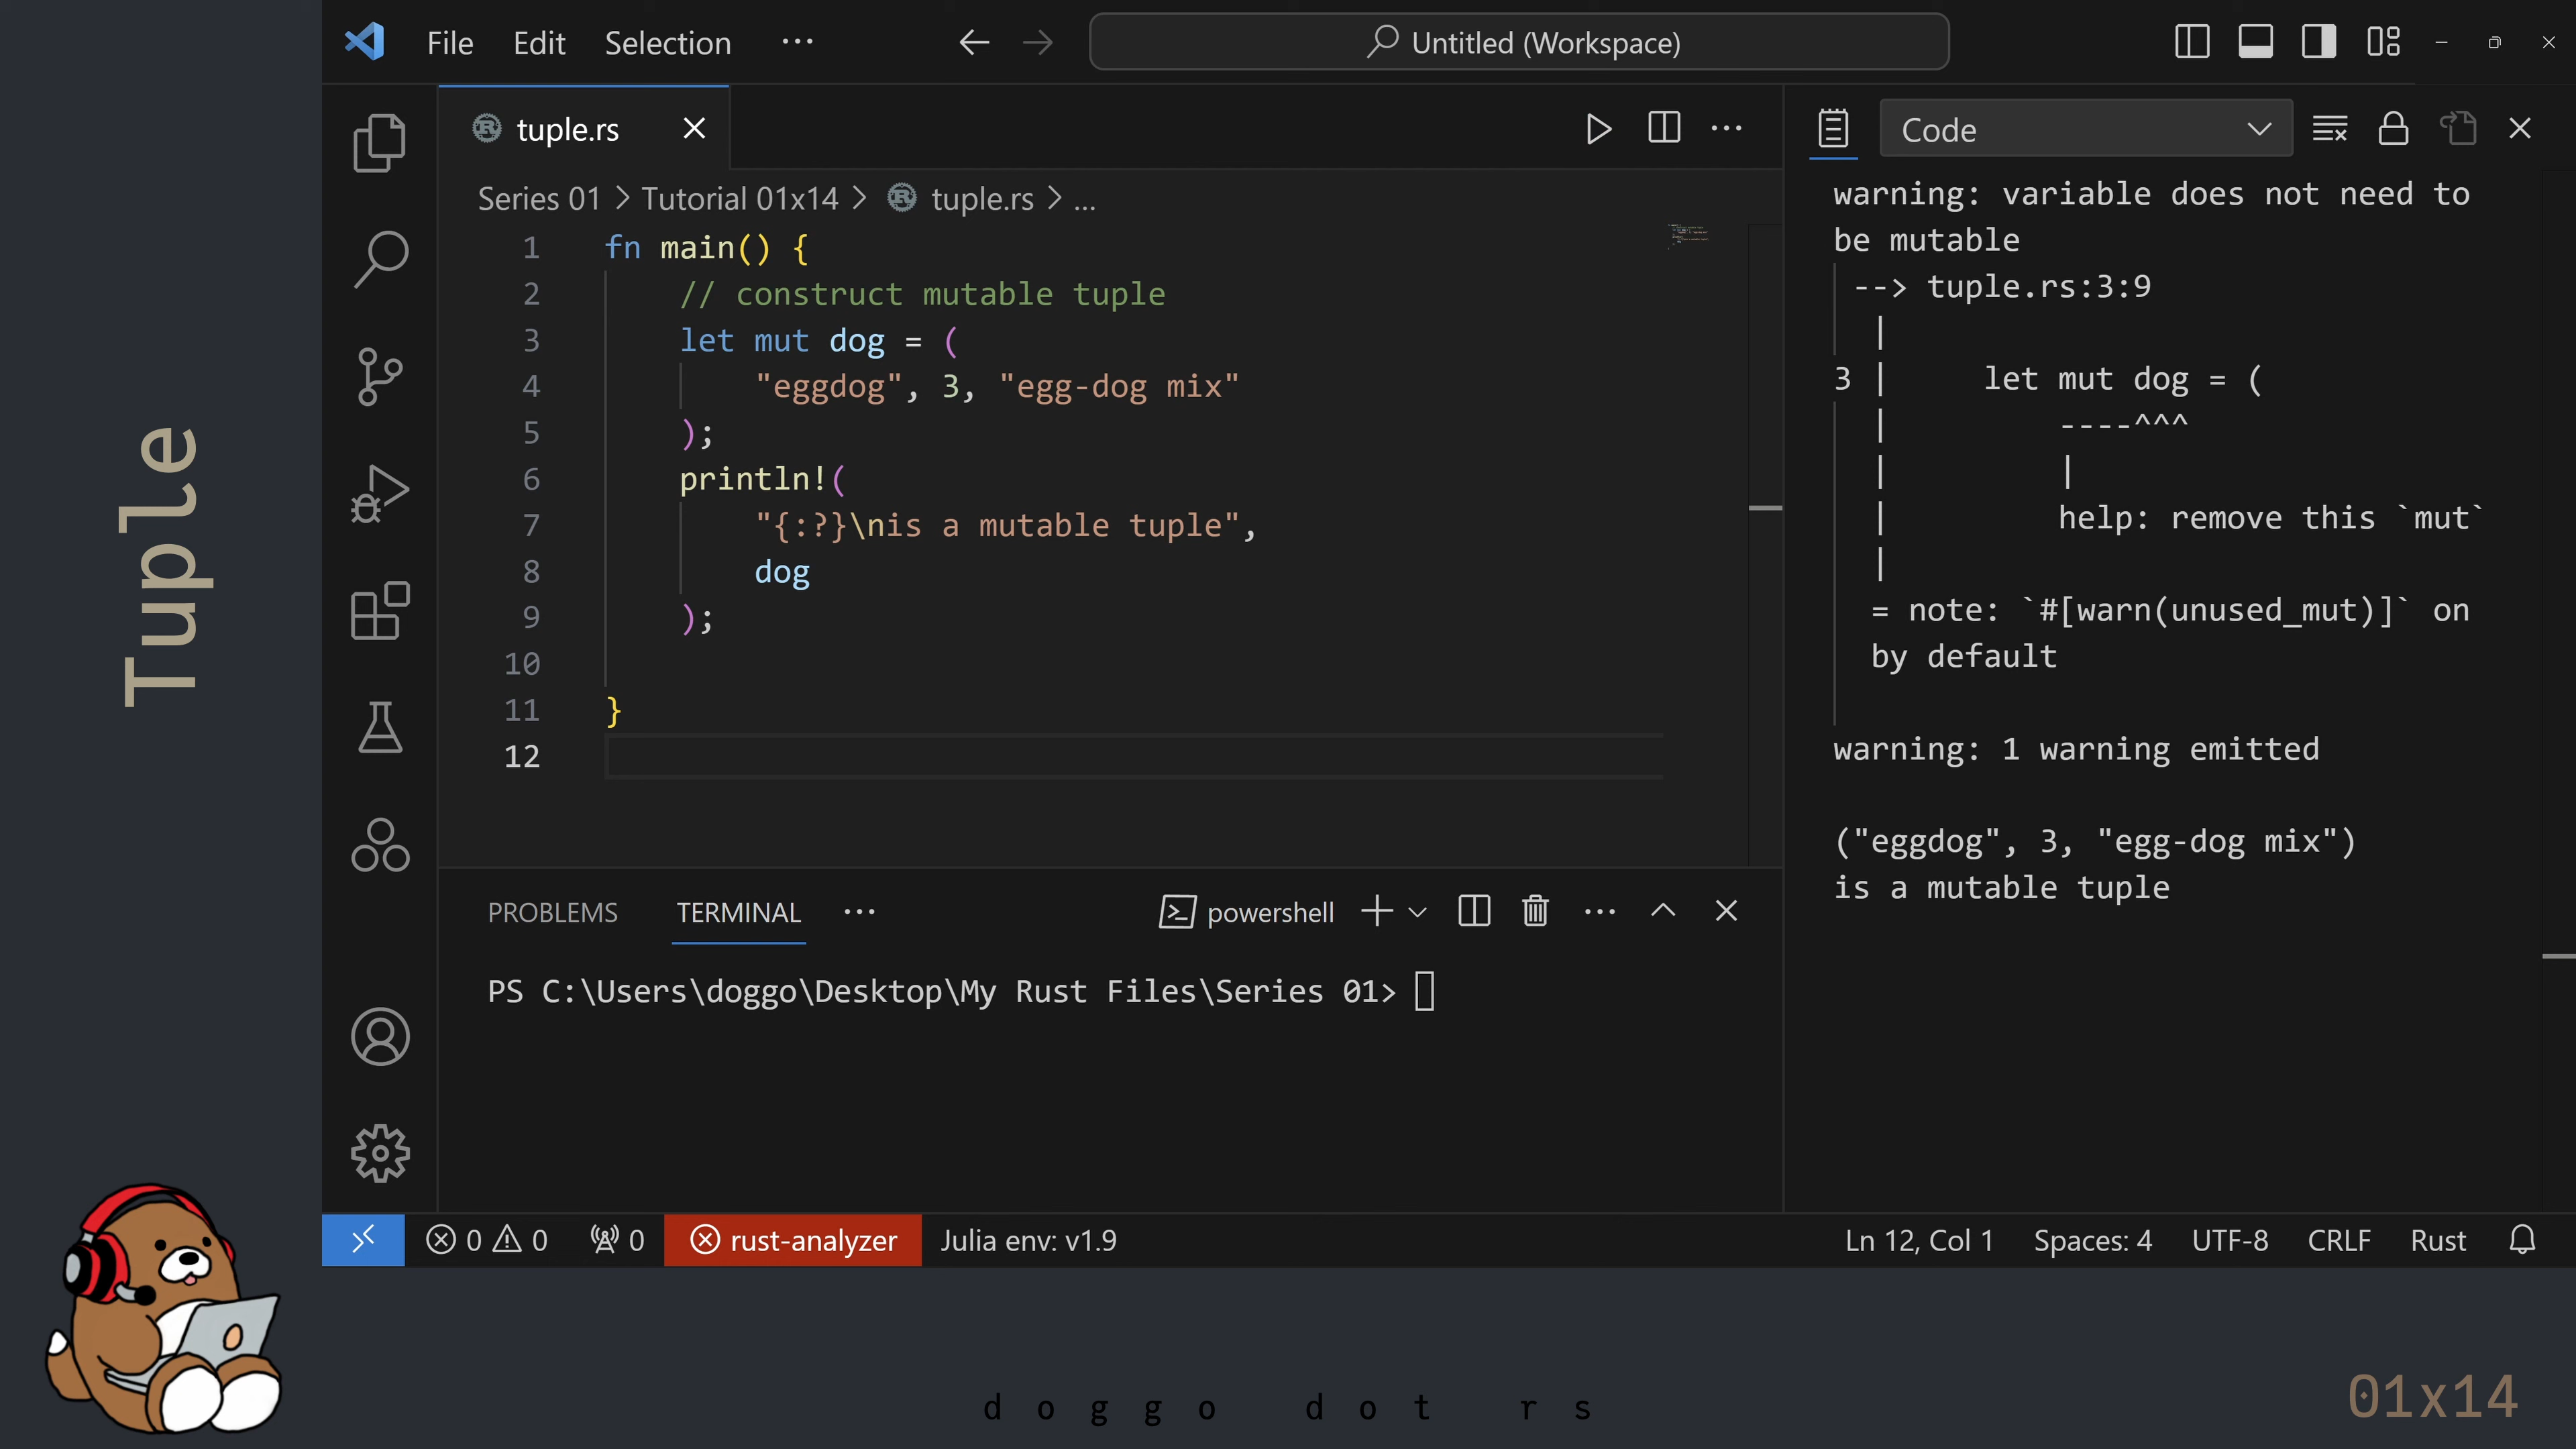 Tuple
File Edit Selection ···
Untitled (Workspace)
tuple.rs
Series 01 > Tutorial 01x14 > tuple.rs > ...
1 fn main() {
2     // construct mutable tuple
3     let mut dog = (
4         "eggdog", 3, "egg-dog mix"
5     );
6     println!(
7         "{:?}\nis a mutable tuple",
8         dog
9     );
10
11 }
12
PROBLEMS TERMINAL ···
powershell
PS C:\Users\doggo\Desktop\My Rust Files\Series 01>
Code
warning: variable does not need to
be mutable
 --> tuple.rs:3:9
  |
3 |     let mut dog = (
  |         ----^^^
  |         |
  |         help: remove this `mut`
  |
  = note: `#[warn(unused_mut)]` on
  by default
warning: 1 warning emitted
("eggdog", 3, "egg-dog mix")
is a mutable tuple
0 0 0 rust-analyzer Julia env: v1.9
Ln 12, Col 1 Spaces: 4 UTF-8 CRLF Rust
doggo dot rs
01x14